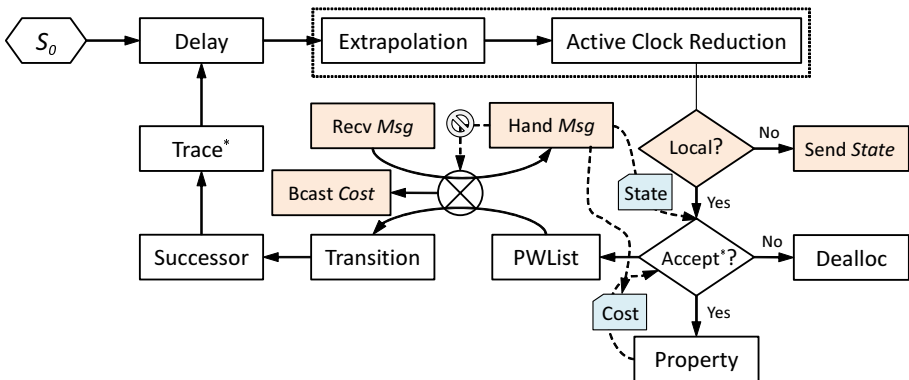 S₀
Delay
Extrapolation
Active Clock Reduction
Recv Msg
Hand Msg
Local?
No
Send State
Trace*
Bcast Cost
State
Yes
Successor
Transition
PWList
Accept*?
No
Dealloc
Cost
Yes
Property